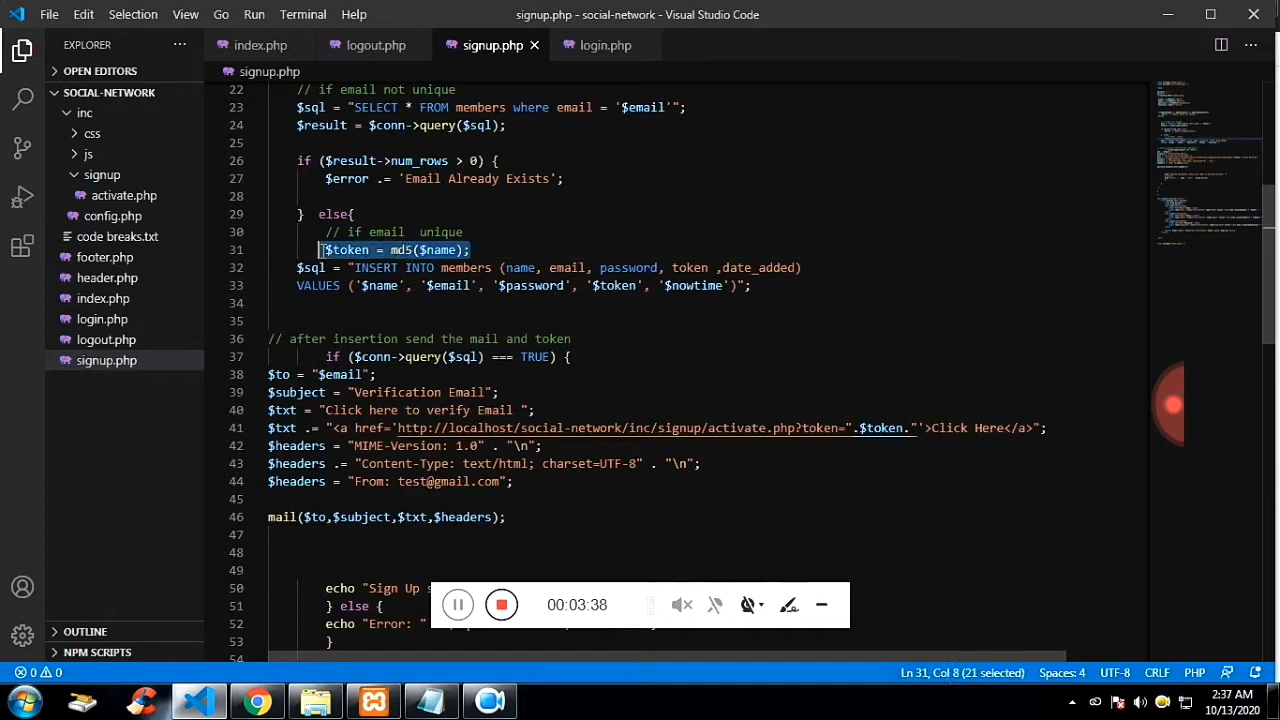 File Edit Selection View Go Run Terminal Help signup.php - social-network - Visual Studio Code
EXPLORER
index.php logout.php signup.php login.php
OPEN EDITORS
signup.php
SOCIAL-NETWORK
inc
css
js
signup
activate.php
config.php
coda breaks.txt
footer.php
header.php
index.php
login.php
logout.php
signup.php
OUTLINE
NPM SCRIPTS
22 // if email not unique
23 $sql = "SELECT * FROM members where email = '$email'";
24 $result = $conn->query($sql);
25
26 if ($result->num_rows > 0) {
27 $error .= 'Email Already Exists';
28
29 } else{
30 //if email unique
31 $token = md5($name);
32 $sql = "INSERT INTO members (name, email, password, token ,date_added)
33 VALUES ('$name', '$email', '$password', '$token', '$nowtime')";
34
35
36 // after insertion send the mail and token
37 if ($conn->query($sql) === TRUE) {
38 $to = "$email";
39 $subject = "Verification Email";
40 $txt = "Click here to verify Email ";
41 $txt .= "<a href='http://localhost/social-network/inc/signup/activate.php?token=".$token."'>Click Here</a>";
42 $headers = "MIME-Version: 1.0" . "\n";
43 $headers .= "Content-Type: text/html; charset=UTF-8" . "\n";
44 $headers = "From: test@gmail.com";
45
46 mail($to,$subject,$txt,$headers);
47
48
49
50 echo "Sign Up s
51 } else {
52 echo "Error: "
53 }
54
00:03:38
0 0 Ln 31, Col 8 (21 selected) Spaces: 4 UTF-8 CRLF PHP
2:37 AM
10/13/2020